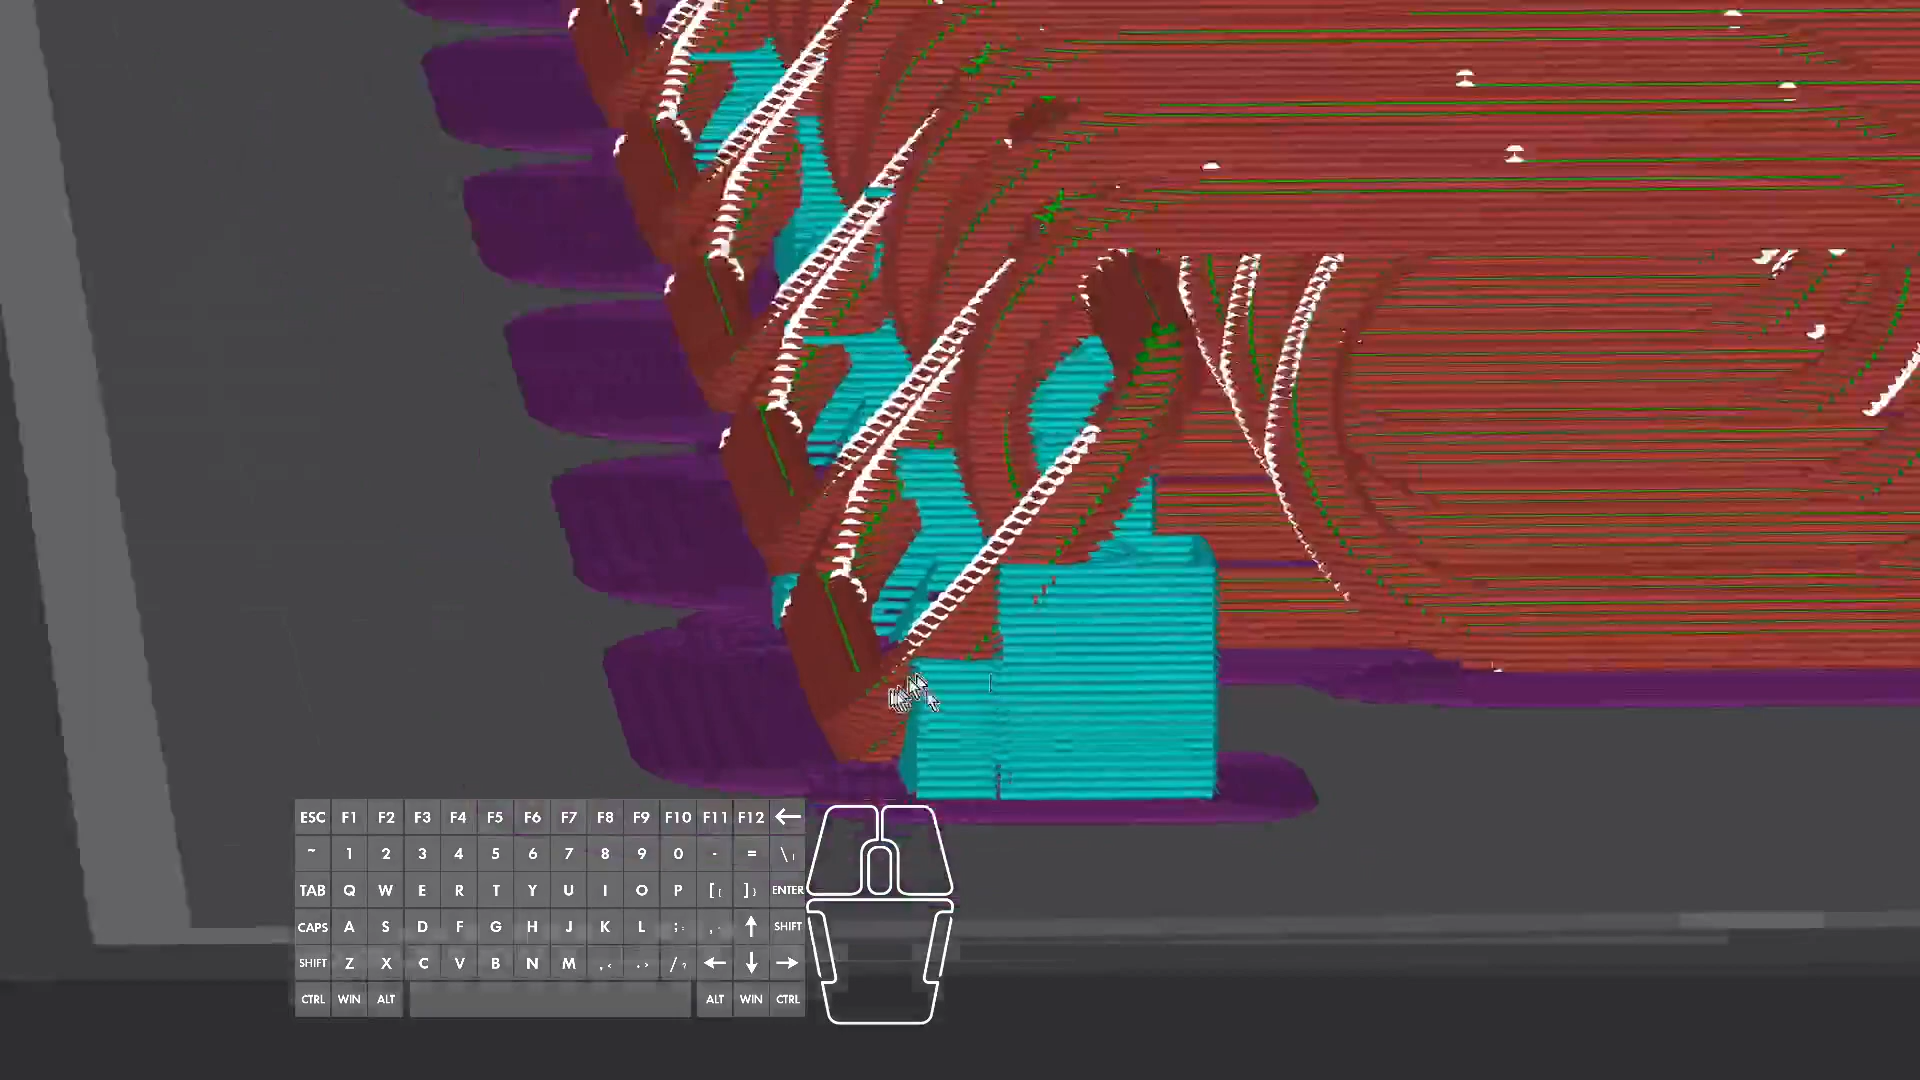 ESC F1 F2 F3 F4 F5 F6 F7 F8 F9 F10 F11 F12 ←
~ 1 2 3 4 5 6 7 8 9 0 - = \|
TAB Q W E R T Y U I O P [{ ]} ENTER
CAPS A S D F G H J K L ;: ↑ SHIFT
SHIFT Z X C V B N M ,< .> /? ← ↓ →
CTRL WIN ALT ALT WIN CTRL